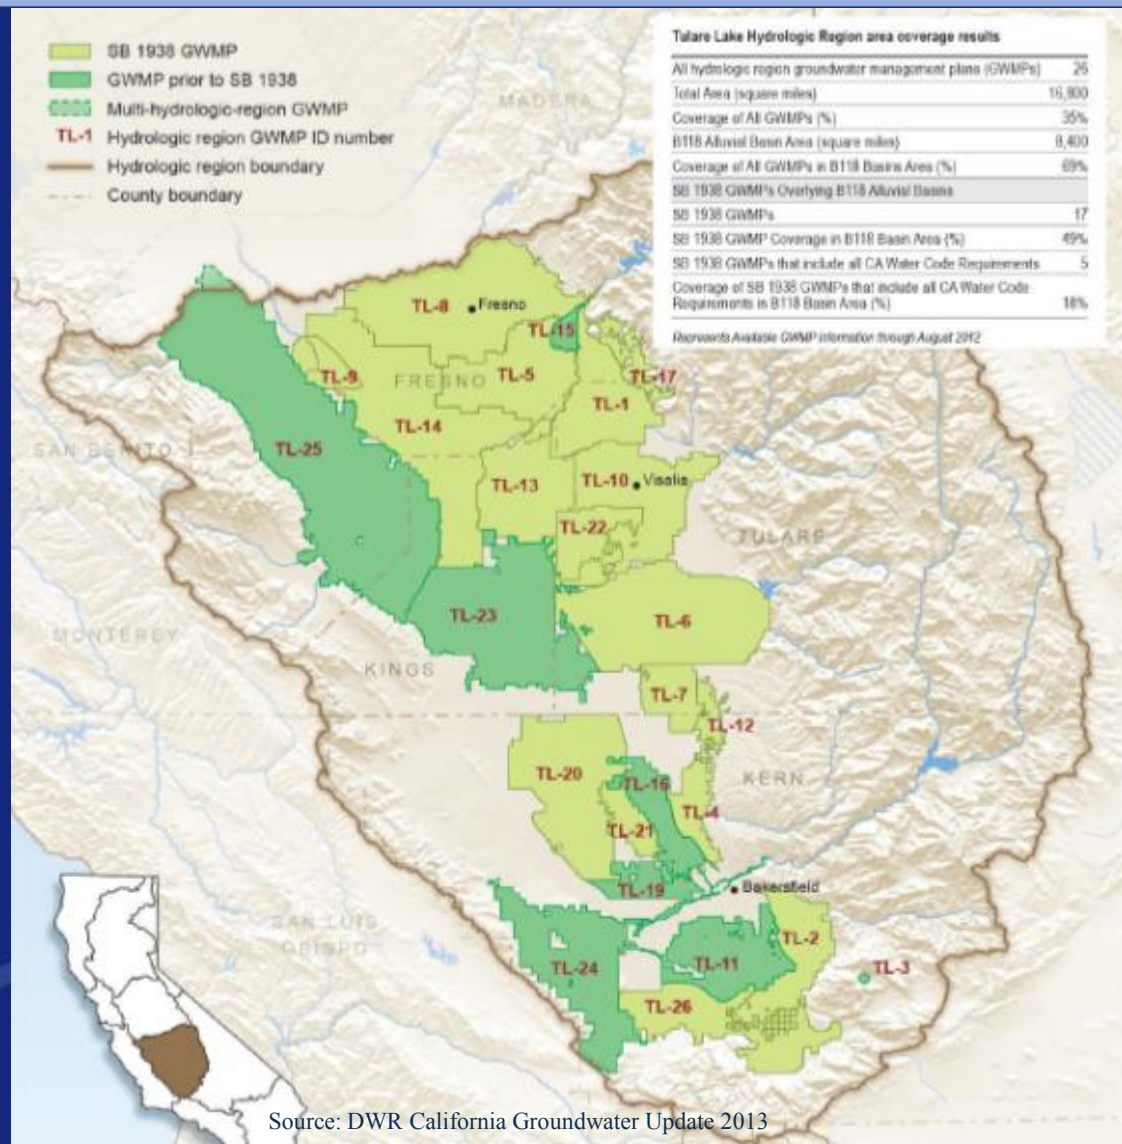 SB 1938 GWMP
GWMP prior to SB 1938
Multi-hydrologic-region GWMP
TL-1 Hydrologic region GWMP ID number
Hydrologic region boundary
County boundary
Tulare Lake Hydrologic Region area coverage results
All hydrologic region groundwater management plans (GWMPs) 26
Total Area (square miles) 16,800
Coverage of All GWMPs (%) 35%
B118 Alluvial Basin Area (square miles) 8,400
Coverage of All GWMPs in B118 Basins Area (%) 69%
SB 1938 GWMPs Overlying B118 Alluvial Basins
SB 1938 GWMPs 17
SB 1938 GWMP Coverage in B118 Basin Area (%) 49%
SB 1938 GWMPs that include all CA Water Code Requirements 5
Coverage of SB 1938 GWMPs that include all CA Water Code
Requirements in B118 Basin Area (%) 18%
Represents Available GWMP information through August 2012
MADERA
TL-8
Fresno
TL-15
TL-9
FRESNO
TL-5
TL-17
TL-1
TL-14
SAN BENITO
TL-25
TL-13
TL-10
Visalia
TL-22
TULARE
TL-23
TL-6
MONTEREY
KINGS
TL-7
TL-12
TL-20
TL-16
KERN
TL-4
TL-21
TL-19
Bakersfield
SAN LUIS
OBISPO
TL-2
TL-24
TL-11
TL-3
TL-26
Source: DWR California Groundwater Update 2013